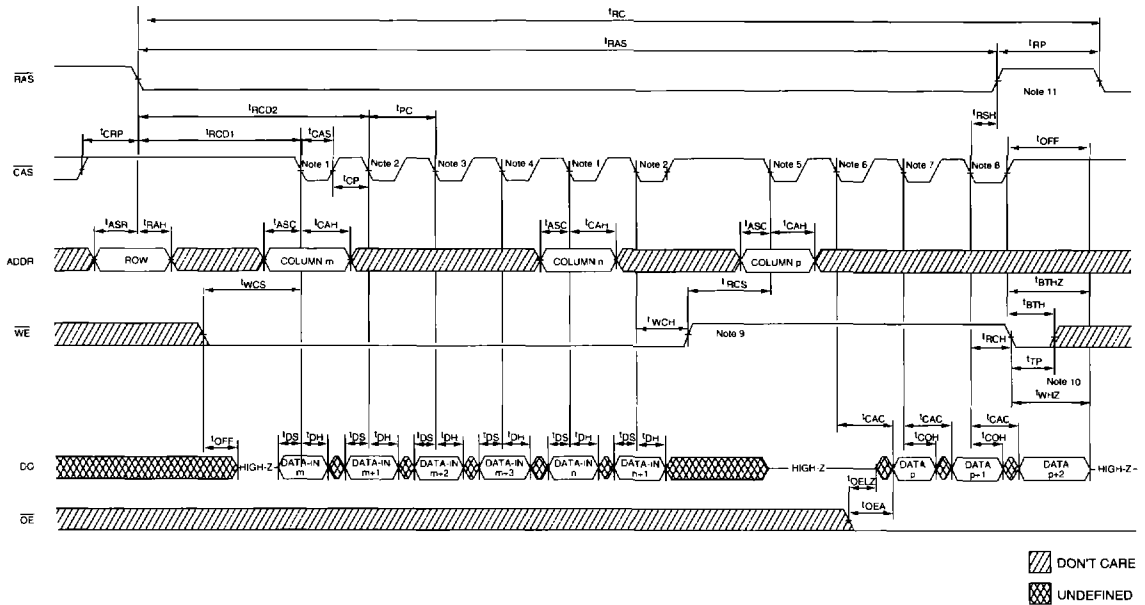 tRC
tRAS
tRP
RAS
Note 11
tRCD2
tPC
tRSH
tCRP
tRCD1
tCAS
tOFF
CAS
Note 1
Note 2
Note 3
Note 4
Note 1
Note 2
Note 5
Note 6
Note 7
Note 8
tCP
tASR
tRAH
tASC
tCAH
tASC
tCAH
tASC
tCAH
ADDR
ROW
COLUMN m
COLUMN n
COLUMN p
tWCS
tRCS
tBTHZ
tBTH
WE
tWCH
Note 9
tRCH
tTP
Note 10
tWHZ
tCAC
tCAC
tCAC
tOFF
tDS
tDH
tDS
tDH
tDS
tDH
tDS
tDH
tDS
tDH
tDS
tDH
tCOH
tCOH
DQ
HIGH-Z
DATA-IN m
DATA-IN m+1
DATA-IN m+2
DATA-IN m+3
DATA-IN n
DATA-IN n+1
HIGH-Z
DATA p
DATA p+1
DATA p+2
HIGH-Z
tOELZ
tOEA
OE
DON'T CARE
UNDEFINED